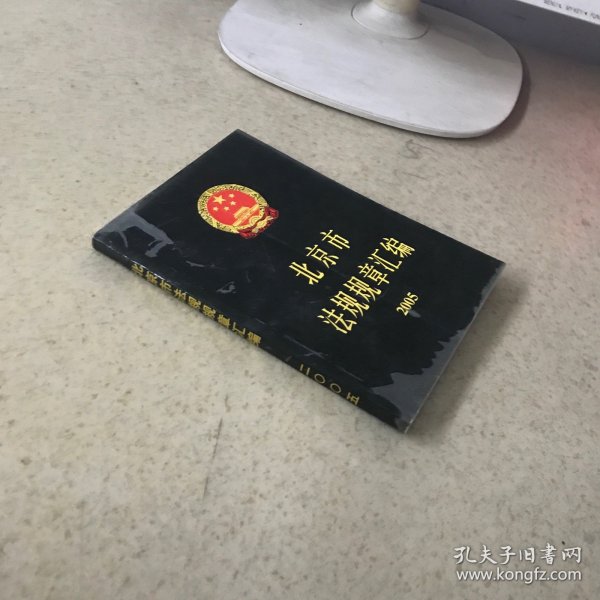 北京市
法规规章汇编
2005
北京市法规规章汇编 二〇〇五
孔夫子旧书网
www.kongfz.com